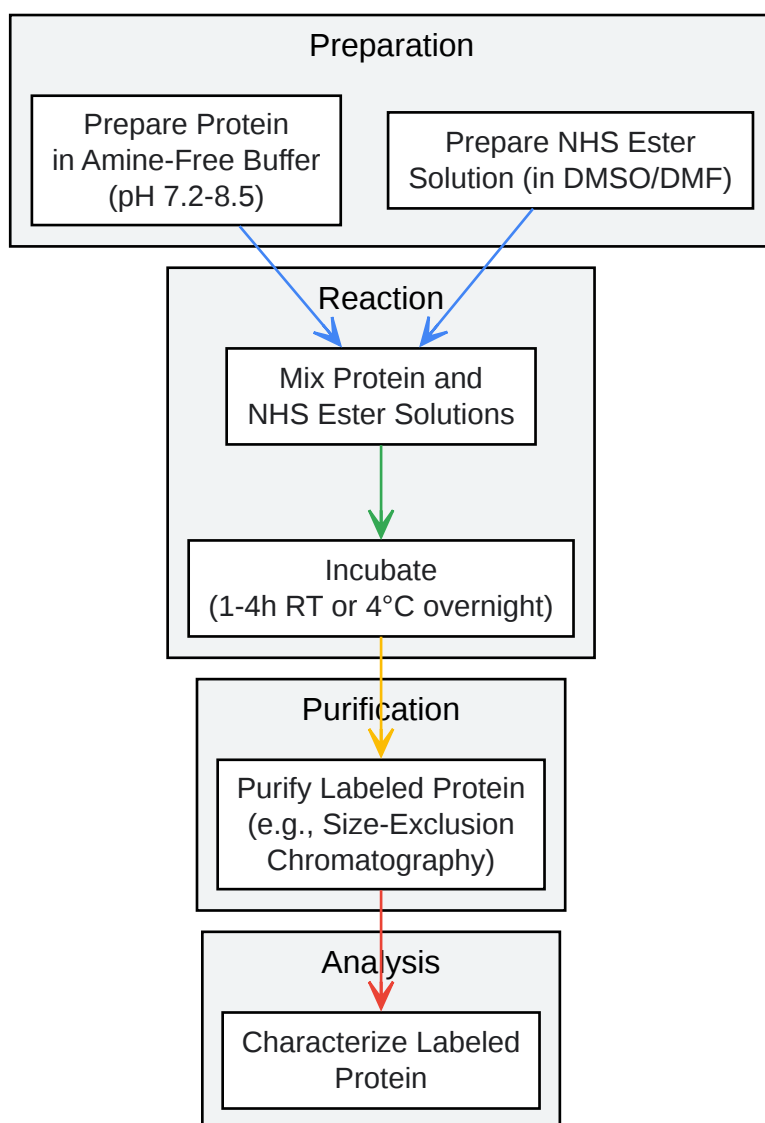 Preparation
Prepare Protein
in Amine-Free Buffer
(pH 7.2-8.5)
Prepare NHS Ester
Solution (in DMSO/DMF)
Reaction
Mix Protein and
NHS Ester Solutions
Incubate
(1-4h RT or 4°C overnight)
Purification
Purify Labeled Protein
(e.g., Size-Exclusion
Chromatography)
Analysis
Characterize Labeled
Protein